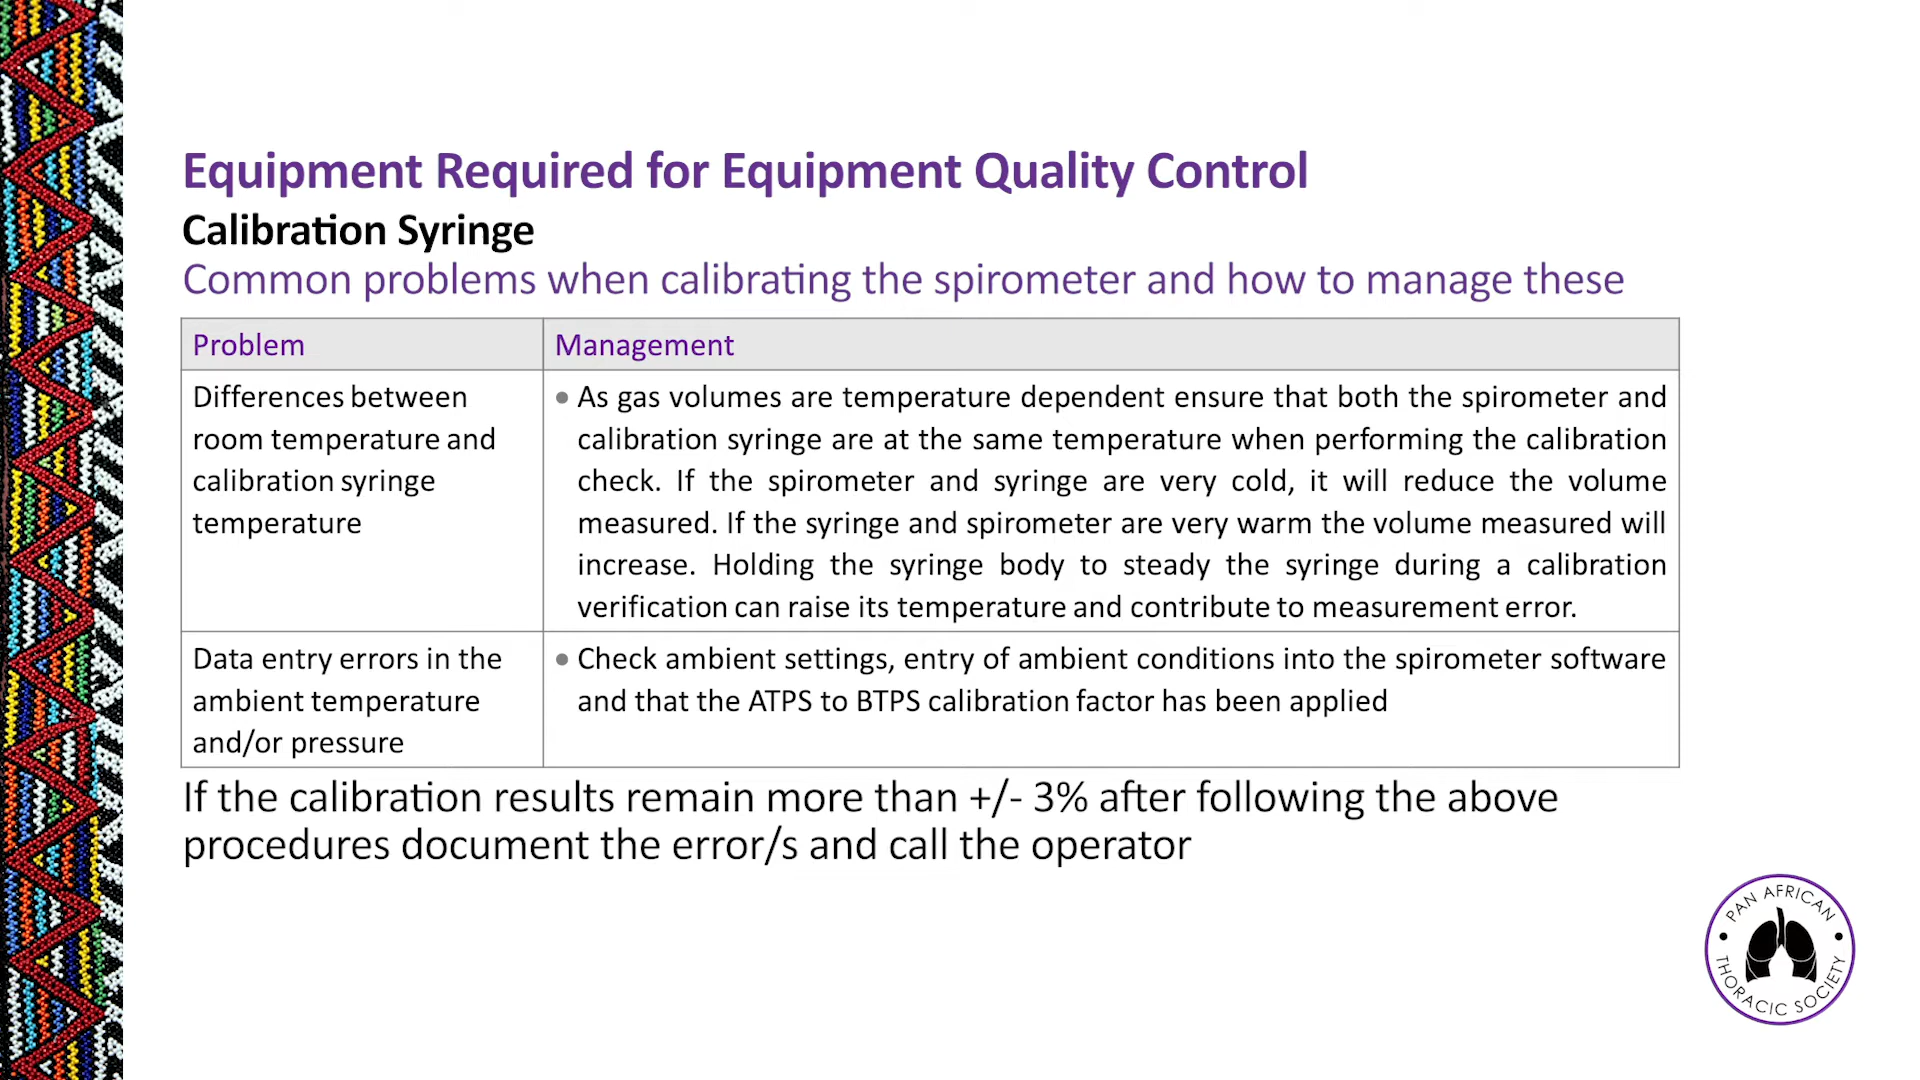 Equipment Required for Equipment Quality Control
Calibration Syringe
Common problems when calibrating the spirometer and how to manage these
Problem
Management
Differences between
room temperature and
calibration syringe
temperature
• As gas volumes are temperature dependent ensure that both the spirometer and
calibration syringe are at the same temperature when performing the calibration
check. If the spirometer and syringe are very cold, it will reduce the volume
measured. If the syringe and spirometer are very warm the volume measured will
increase. Holding the syringe body to steady the syringe during a calibration
verification can raise its temperature and contribute to measurement error.
Data entry errors in the
ambient temperature
and/or pressure
• Check ambient settings, entry of ambient conditions into the spirometer software
and that the ATPS to BTPS calibration factor has been applied
If the calibration results remain more than +/- 3% after following the above
procedures document the error/s and call the operator
PAN AFRICAN
THORACIC SOCIETY